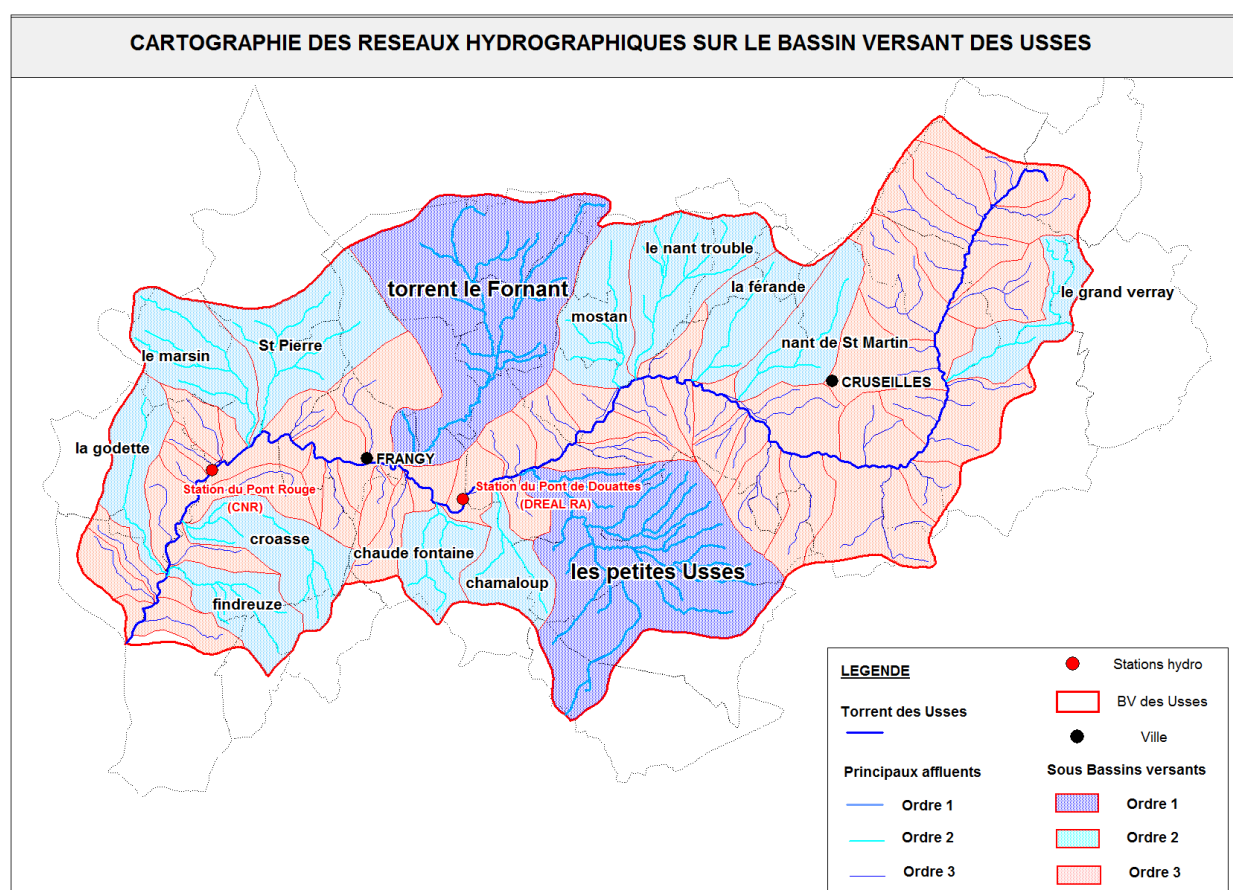 CARTOGRAPHIE DES RESEAUX HYDROGRAPHIQUES SUR LE BASSIN VERSANT DES USSES
le nant trouble
torrent le Fornant
la férande
le grand verray
mostan
St Pierre
nant de St Martin
le marsin
CRUSEILLES
la godette
FRANGY
Station du Pont Rouge
(CNR)
Station du Pont de Douattes
(DREAL RA)
croasse
chaude fontaine
chamaloup
les petites Usses
findreuze
LEGENDE
Stations hydro
BV des Usses
Torrent des Usses
Ville
Principaux affluents
Sous Bassins versants
Ordre 1
Ordre 1
Ordre 2
Ordre 2
Ordre 3
Ordre 3